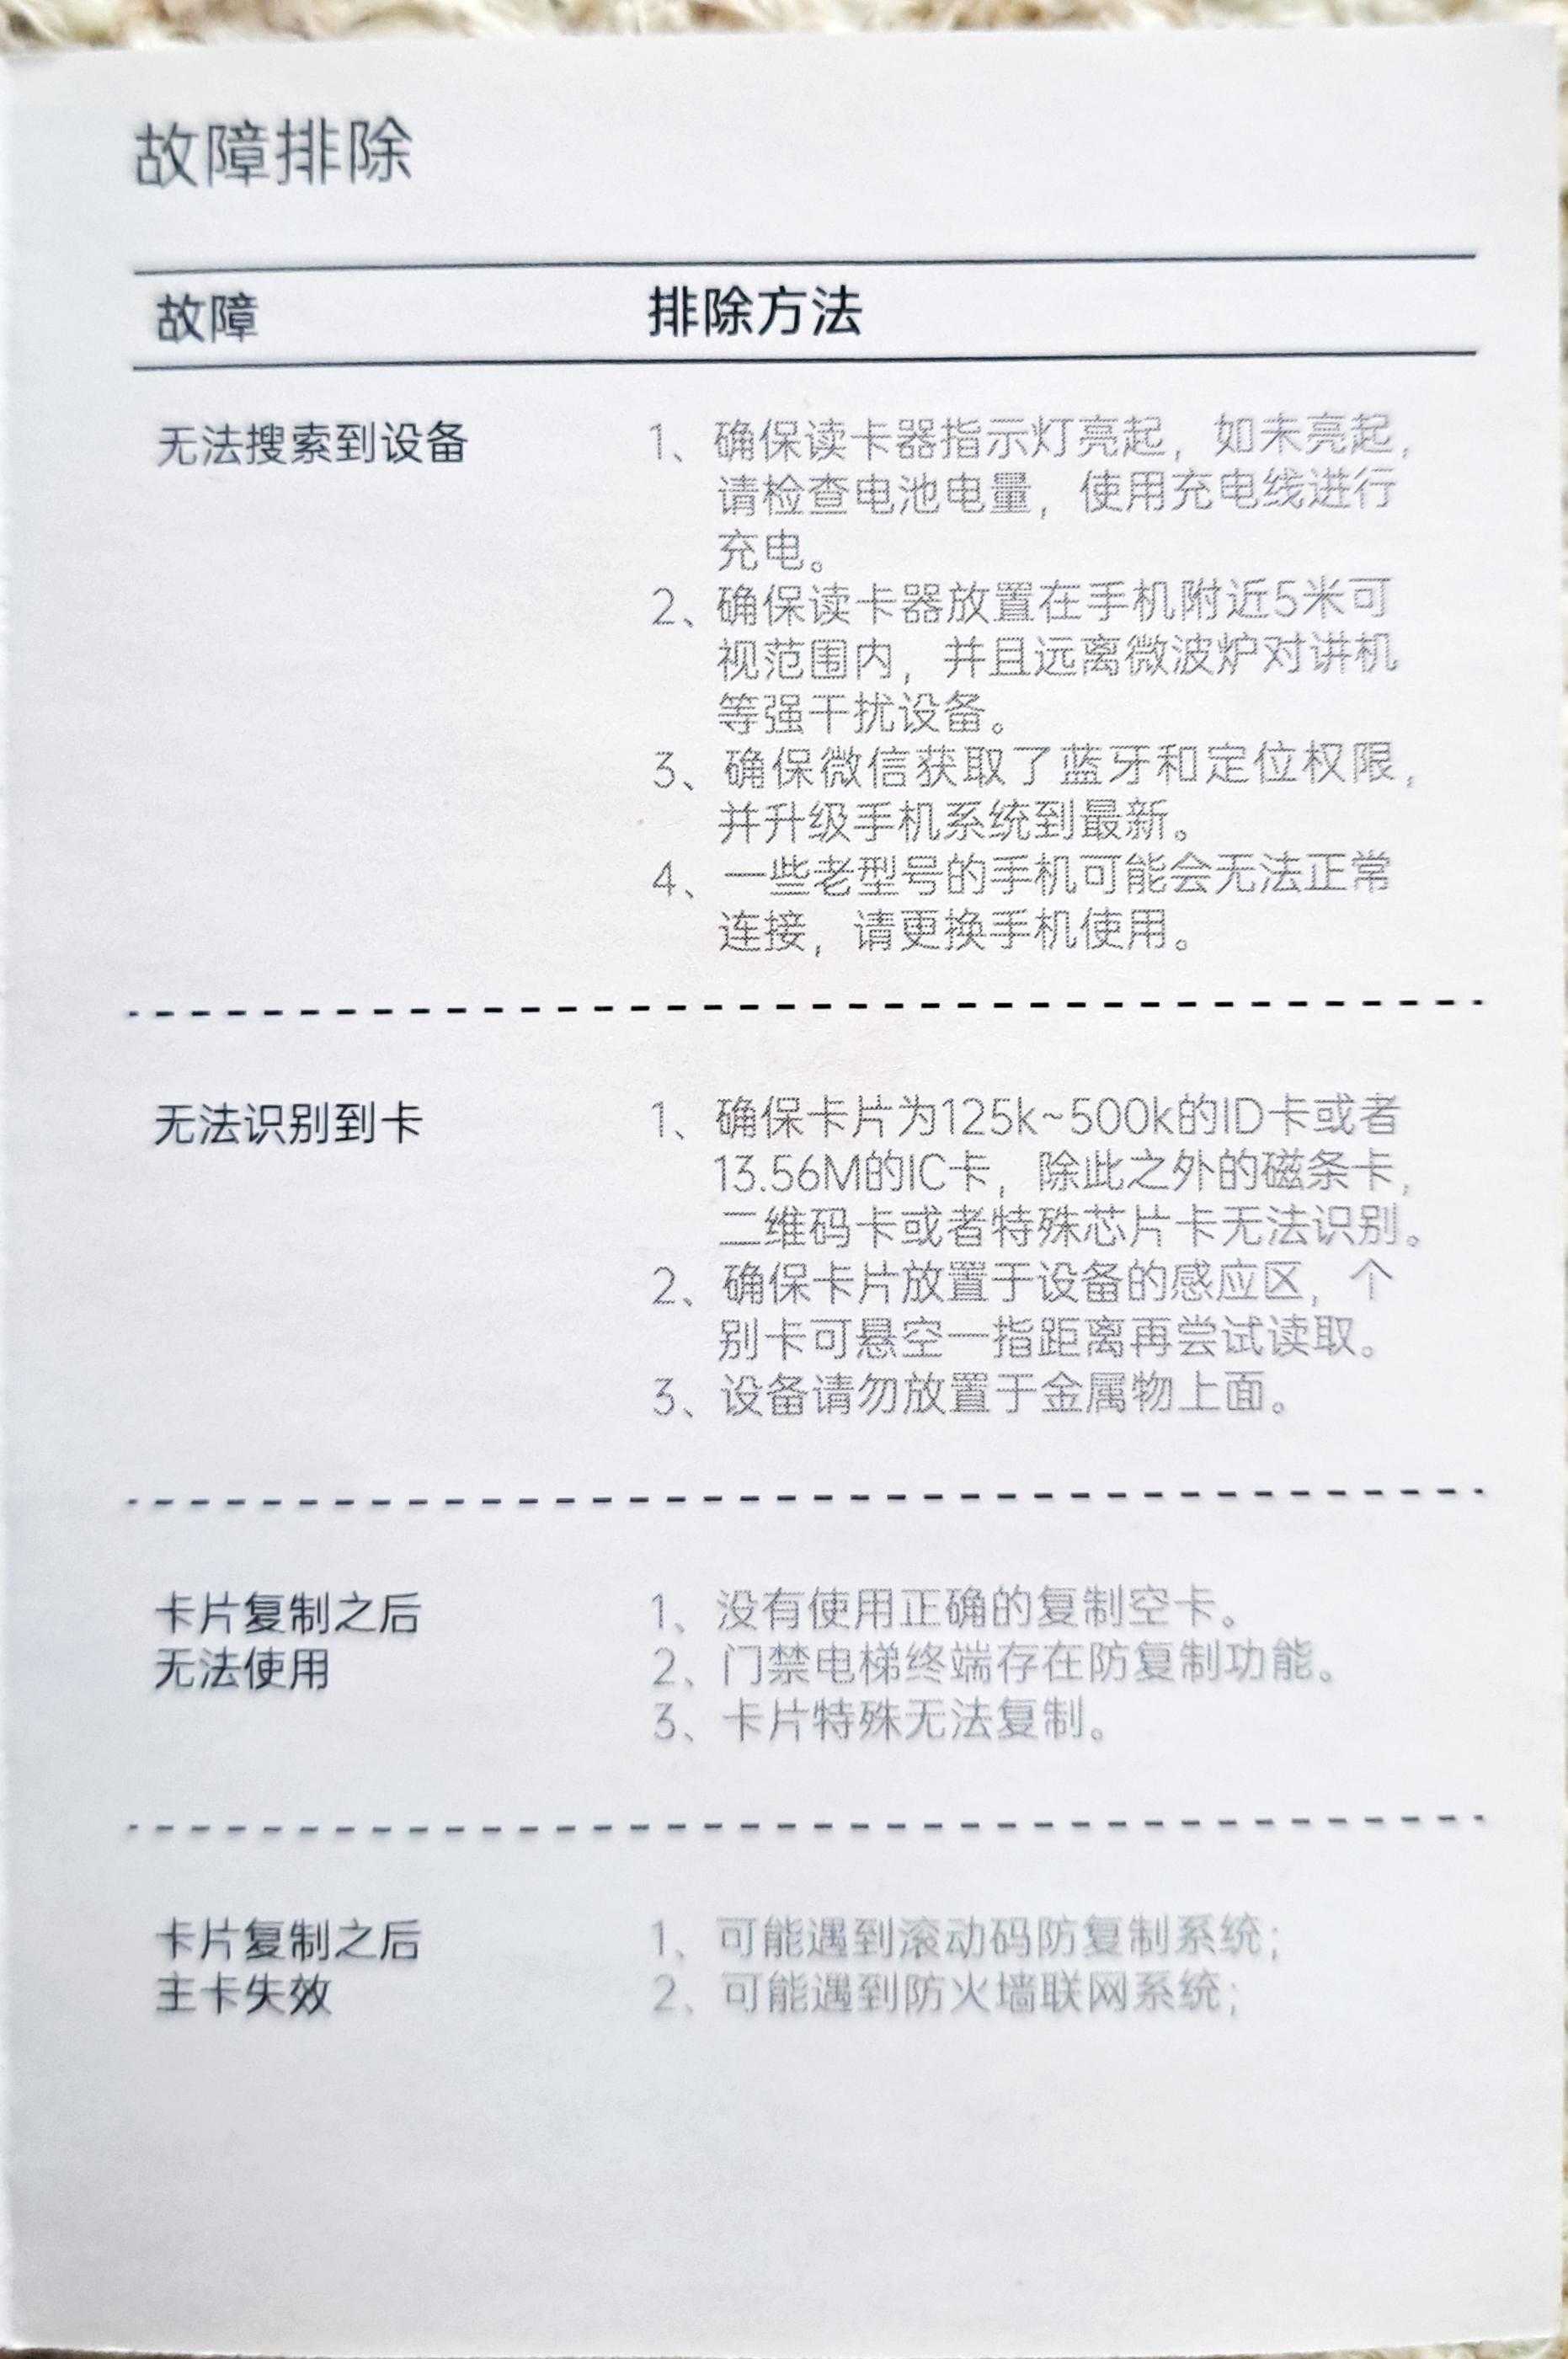 故障排除
故障 排除方法
无法搜索到设备 1、确保读卡器指示灯亮起，如未亮起，
请检查电池电量，使用充电线进行
充电。
2、确保读卡器放置在手机附近5米可
视范围内，并且远离微波炉对讲机
等强干扰设备。
3、确保微信获取了蓝牙和定位权限，
并升级手机系统到最新。
4、一些老型号的手机可能会无法正常
连接，请更换手机使用。
无法识别到卡 1、确保卡片为125k~500k的ID卡或者
13.56M的IC卡，除此之外的磁条卡，
二维码卡或者特殊芯片卡无法识别。
2、确保卡片放置于设备的感应区，个
别卡可悬空一指距离再尝试读取。
3、设备请勿放置于金属物上面。
卡片复制之后 1、没有使用正确的复制空卡。
无法使用 2、门禁电梯终端存在防复制功能。
3、卡片特殊无法复制。
卡片复制之后 1、可能遇到滚动码防复制系统；
主卡失效 2、可能遇到防火墙联网系统；